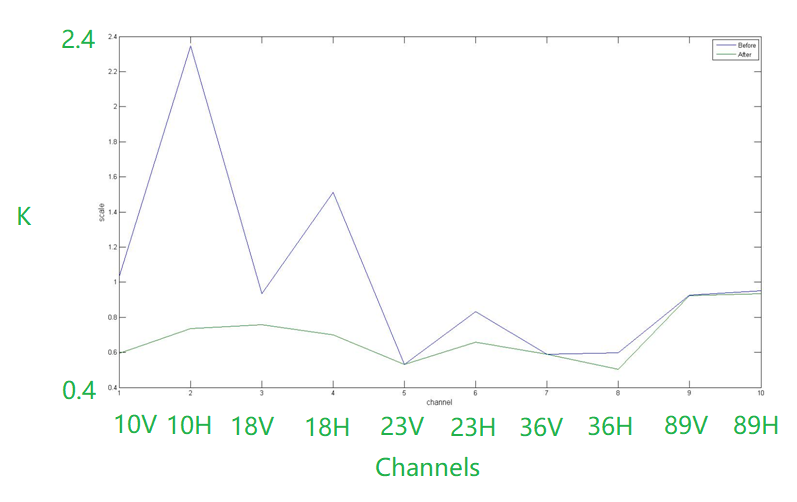 2.4
2.4
Before
After
2.2
2
1.8
1.6
K
scale
1.4
1.2
1
0.8
0.6
0.4
0.4
1 2 3 4 5 6 7 8 9 10
channel
10V 10H 18V 18H 23V 23H 36V 36H 89V 89H
Channels